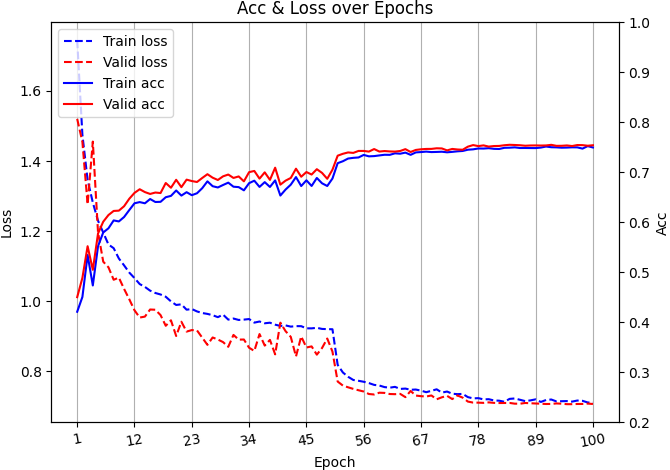 Acc & Loss over Epochs
Train loss
Valid loss
Train acc
Valid acc
Loss
1.6
1.4
1.2
1.0
0.8
1.0
0.9
0.8
0.7
0.6
0.5
0.4
0.3
0.2
Acc
1 12 23 34 45 56 67 78 89 100
Epoch